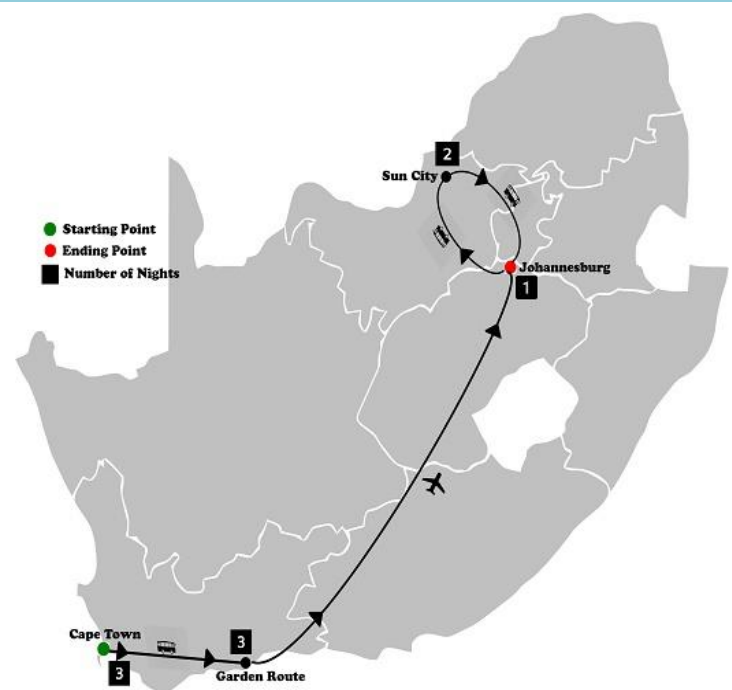 2
Sun City
Starting Point
Ending Point
Number of Nights
Johannesburg
1
Cape Town
3
3
Garden Route